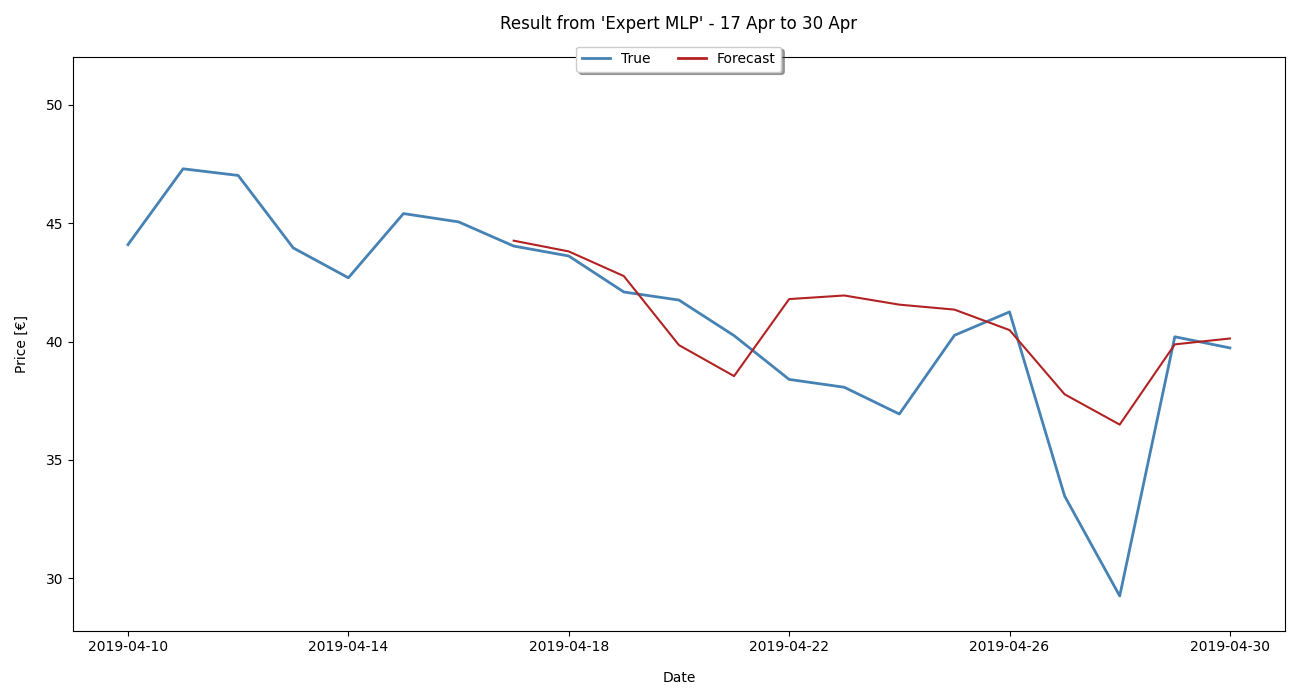 Result from 'Expert MLP' - 17 Apr to 30 Apr
True Forecast
Price [€]
50
45
40
35
30
2019-04-10 2019-04-14 2019-04-18 2019-04-22 2019-04-26 2019-04-30
Date